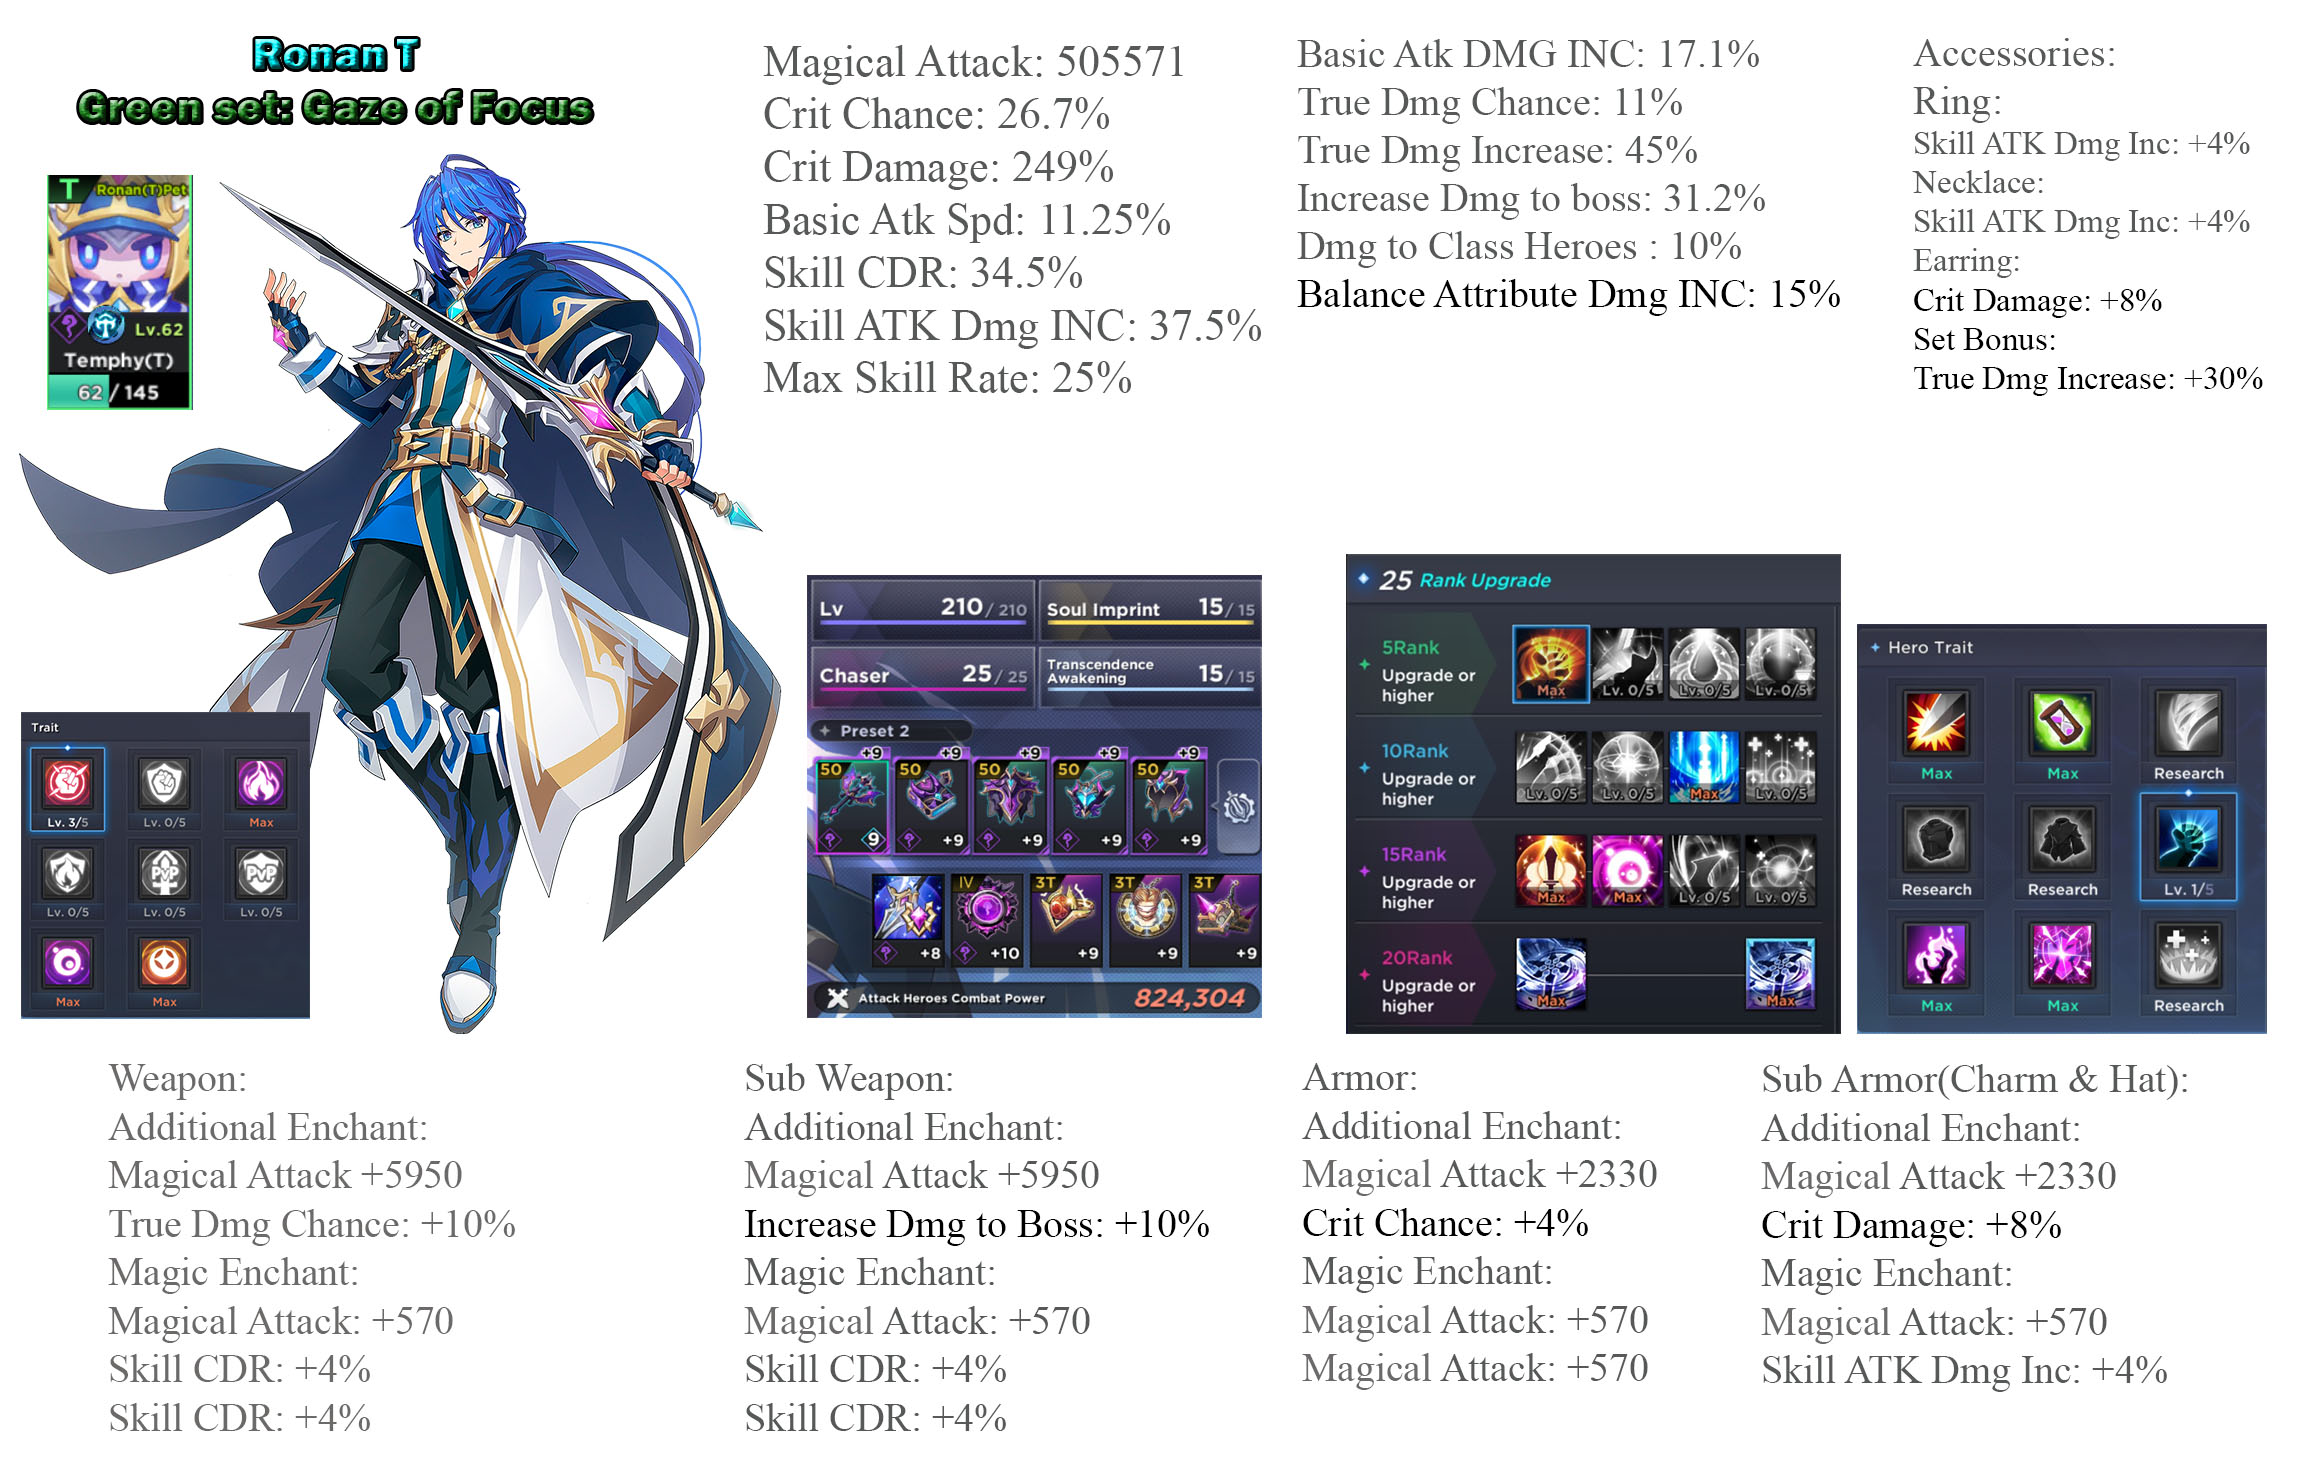 Ronan T
Green set: Gaze of Focus
T Ronan(T)Pet
Lv.62
Temphy(T)
62 / 145
Magical Attack: 505571
Crit Chance: 26.7%
Crit Damage: 249%
Basic Atk Spd: 11.25%
Skill CDR: 34.5%
Skill ATK Dmg INC: 37.5%
Max Skill Rate: 25%
Basic Atk DMG INC: 17.1%
True Dmg Chance: 11%
True Dmg Increase: 45%
Increase Dmg to boss: 31.2%
Dmg to Class Heroes : 10%
Balance Attribute Dmg INC: 15%
Accessories:
Ring:
Skill ATK Dmg Inc: +4%
Necklace:
Skill ATK Dmg Inc: +4%
Earring:
Crit Damage: +8%
Set Bonus:
True Dmg Increase: +30%
Trait
Lv. 3/5 Lv. 0/5 Max
Lv. 0/5 Lv. 0/5 Lv. 0/5
PvP PvP
Max Max
Lv 210/ 210 Soul Imprint 15/ 15
Chaser 25/ 25 Transcendence Awakening 15/ 15
Preset 2
+9 +9 +9 +9 +9
50 50 50 50 50
9 +9 +9 +9 +9
IV 3T 3T 3T
+8 +10 +9 +9 +9
Attack Heroes Combat Power 824,304
25 Rank Upgrade
5Rank
Upgrade or
higher
Max Lv. 0/5 Lv. 0/5 Lv. 0/5
10Rank
Upgrade or
higher
Lv. 0/5 Lv. 0/5 Max Lv. 0/5
15Rank
Upgrade or
higher
Max Max Lv. 0/5 Lv. 0/5
20Rank
Upgrade or
higher
Max Max
Hero Trait
Max Max Research
Research Research Lv. 1/5
Max Max Research
Weapon:
Additional Enchant:
Magical Attack +5950
True Dmg Chance: +10%
Magic Enchant:
Magical Attack: +570
Skill CDR: +4%
Skill CDR: +4%
Sub Weapon:
Additional Enchant:
Magical Attack +5950
Increase Dmg to Boss: +10%
Magic Enchant:
Magical Attack: +570
Skill CDR: +4%
Skill CDR: +4%
Armor:
Additional Enchant:
Magical Attack +2330
Crit Chance: +4%
Magic Enchant:
Magical Attack: +570
Magical Attack: +570
Sub Armor(Charm & Hat):
Additional Enchant:
Magical Attack +2330
Crit Damage: +8%
Magic Enchant:
Magical Attack: +570
Skill ATK Dmg Inc: +4%